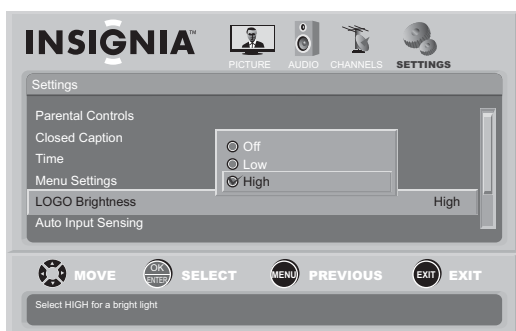 INSIGNIA™
PICTURE AUDIO CHANNELS SETTINGS
Settings
Parental Controls
Closed Caption
Time
Menu Settings
LOGO Brightness High
Auto Input Sensing
Off
Low
High
MOVE OK ENTER SELECT MENU PREVIOUS EXIT EXIT
Select HIGH for a bright light